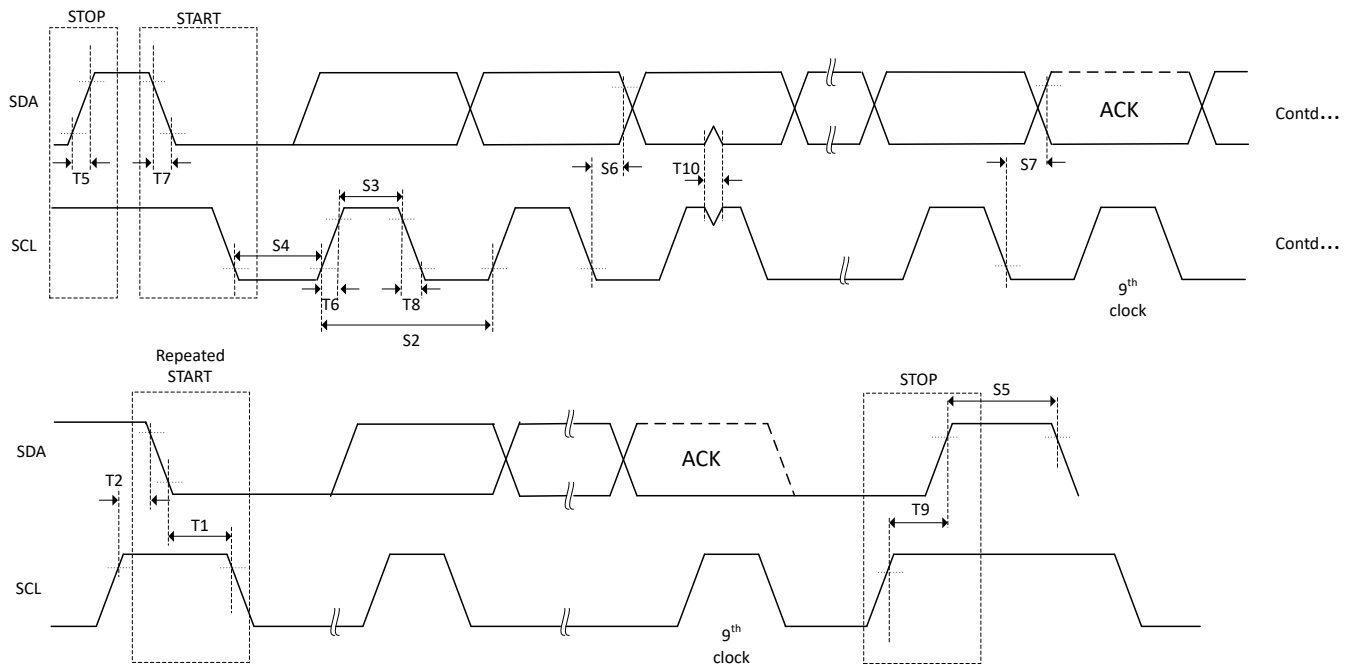 STOP
START
SDA
ACK
Contd...
T5
T7
S6
T10
S7
S3
SCL
S4
Contd...
T6
T8
9th
clock
S2
Repeated
START
STOP
S5
SDA
T2
ACK
T9
T1
SCL
9th
clock